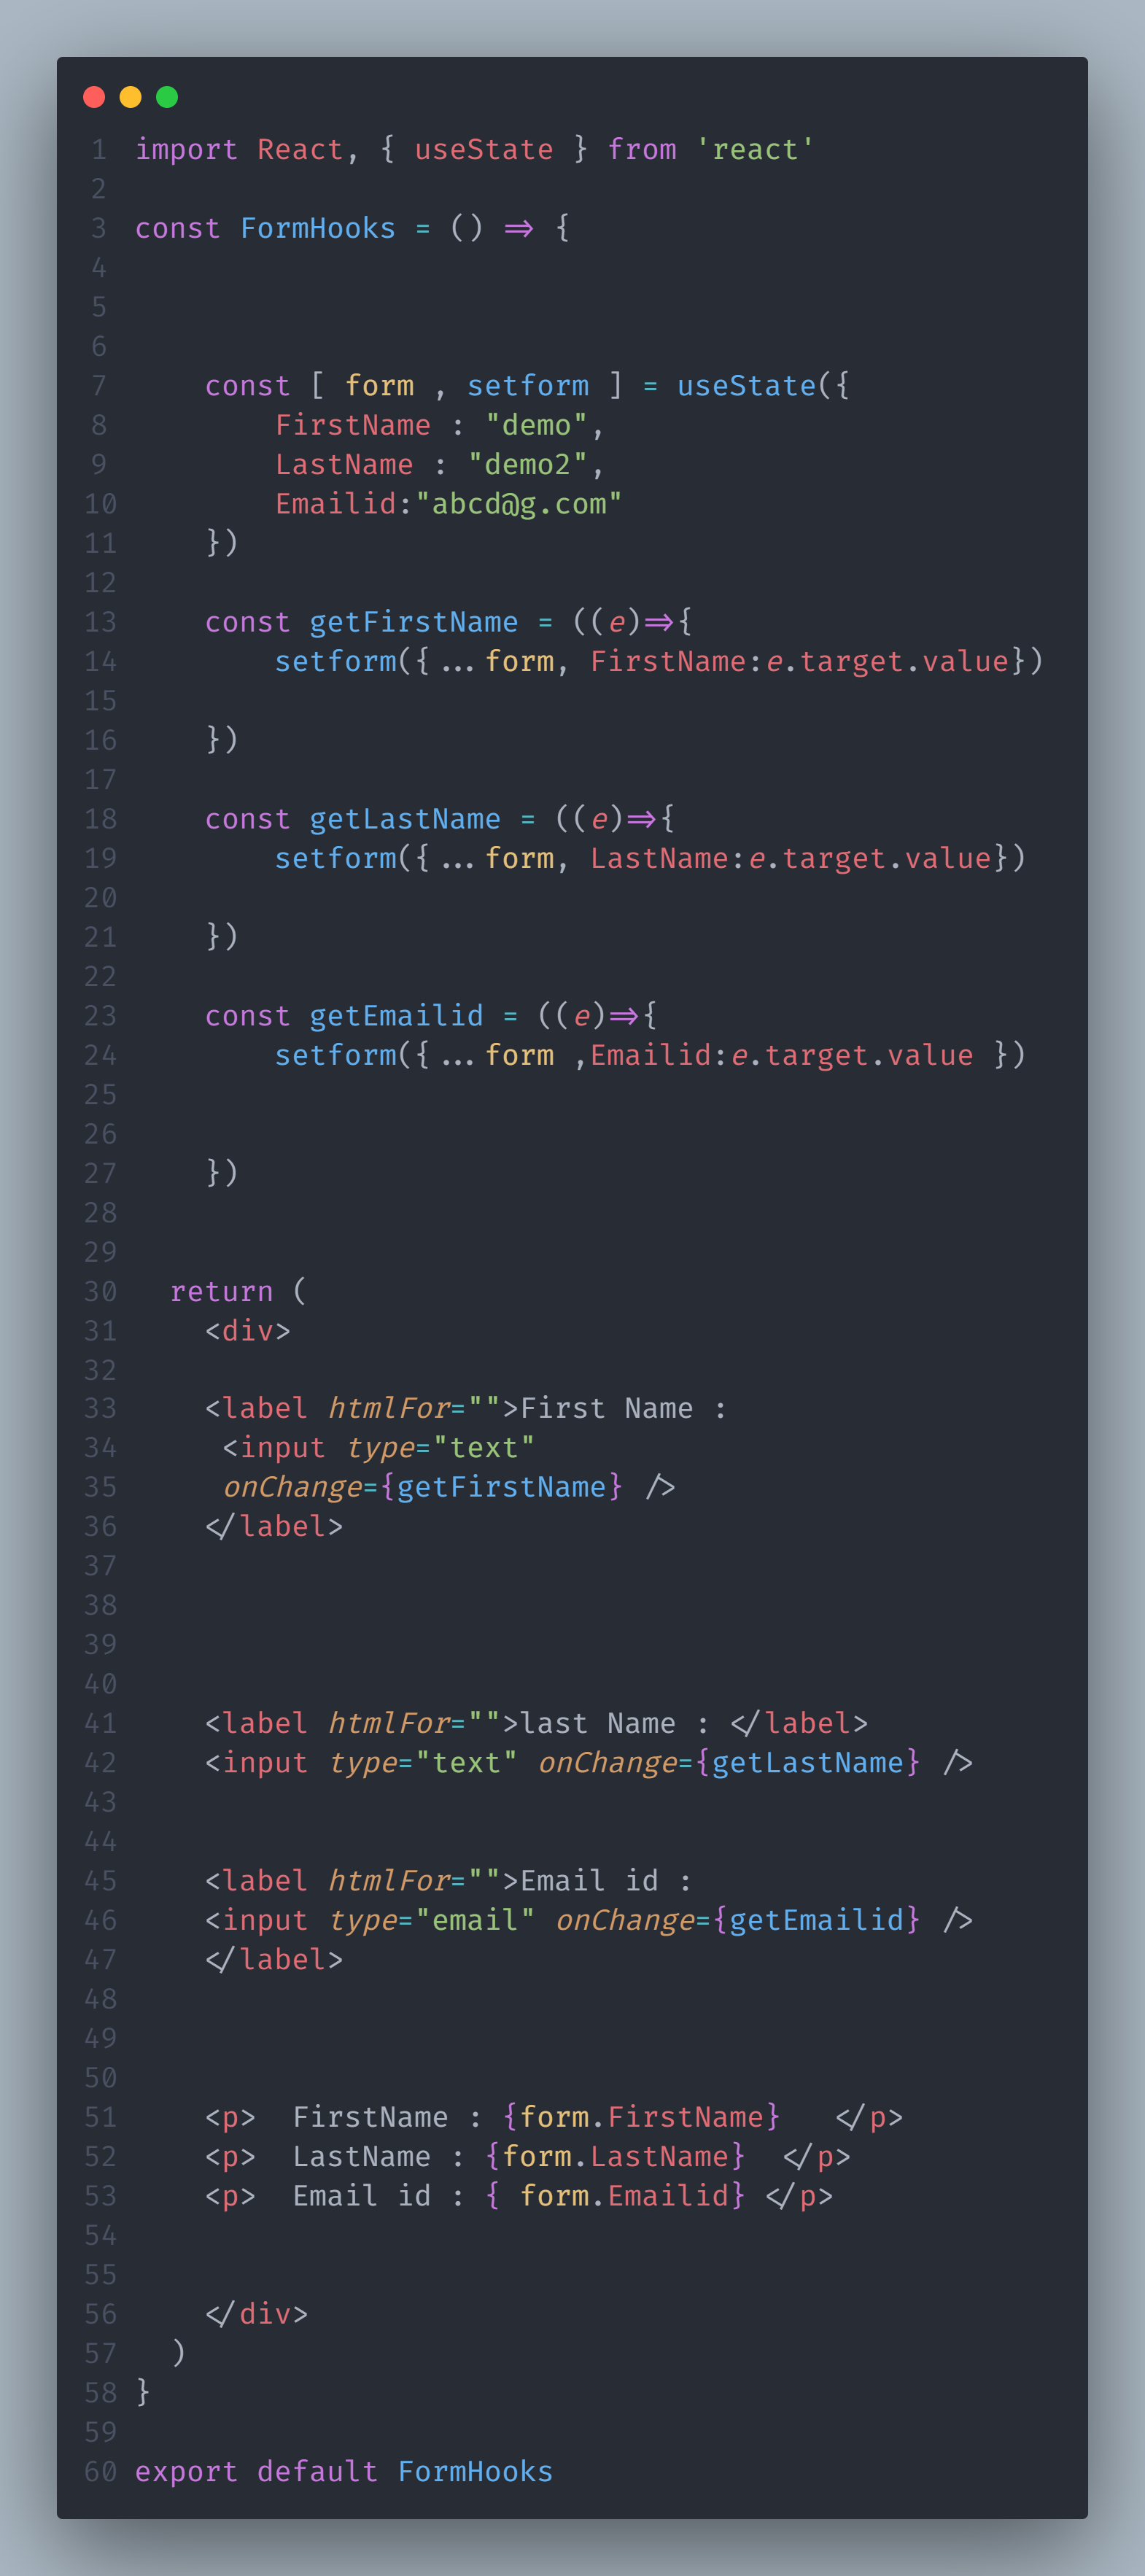 1 import React, { useState } from 'react'
2
3 const FormHooks = () => {
4
5
6
7     const [ form , setform ] = useState({
8         FirstName : "demo",
9         LastName : "demo2",
10         Emailid:"abcd@g.com"
11     })
12
13     const getFirstName = ((e)=>{
14         setform({...form, FirstName:e.target.value})
15
16     })
17
18     const getLastName = ((e)=>{
19         setform({...form, LastName:e.target.value})
20
21     })
22
23     const getEmailid = ((e)=>{
24         setform({...form ,Emailid:e.target.value })
25
26
27     })
28
29
30   return (
31     <div>
32
33     <label htmlFor="">First Name :
34      <input type="text"
35      onChange={getFirstName} />
36     </label>
37
38
39
40
41     <label htmlFor="">last Name : </label>
42     <input type="text" onChange={getLastName} />
43
44
45     <label htmlFor="">Email id :
46     <input type="email" onChange={getEmailid} />
47     </label>
48
49
50
51     <p>  FirstName : {form.FirstName}   </p>
52     <p>  LastName : {form.LastName}  </p>
53     <p>  Email id : { form.Emailid} </p>
54
55
56     </div>
57   )
58 }
59
60 export default FormHooks